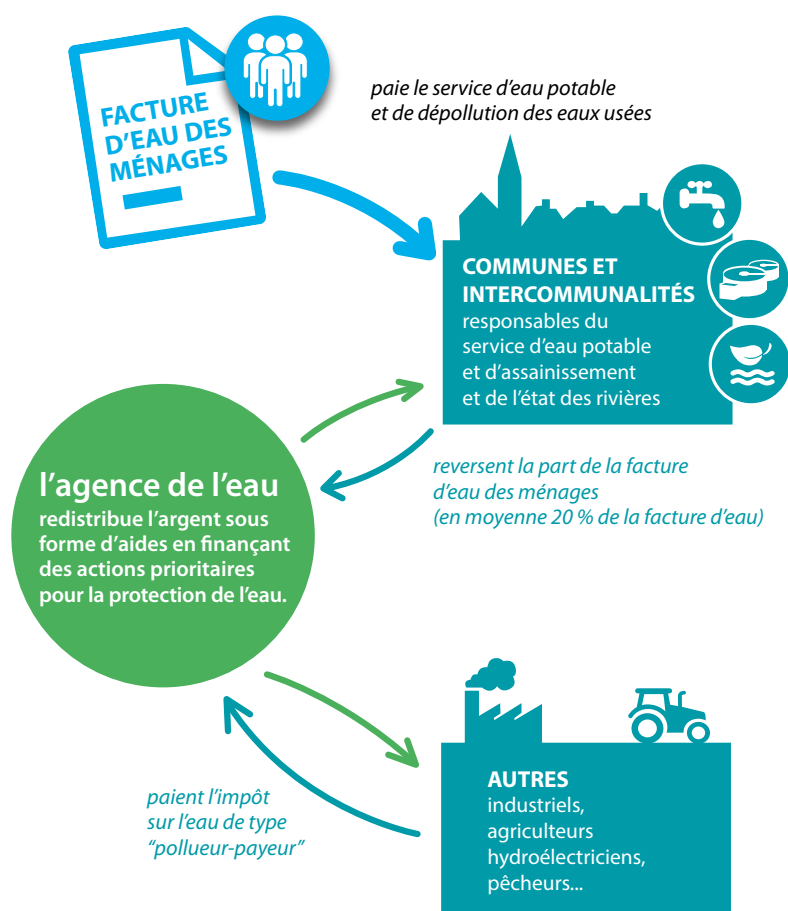 FACTURE
D'EAU DES
MÉNAGES
paie le service d'eau potable
et de dépollution des eaux usées
COMMUNES ET
INTERCOMMUNALITÉS
responsables du
service d'eau potable
et d'assainissement
et de l'état des rivières
reversent la part de la facture
d'eau des ménages
(en moyenne 20 % de la facture d'eau)
l'agence de l'eau
redistribue l'argent sous
forme d'aides en finançant
des actions prioritaires
pour la protection de l'eau.
paient l'impôt
sur l'eau de type
“pollueur-payeur”
AUTRES
industriels,
agriculteurs
hydroélectriciens,
pêcheurs...